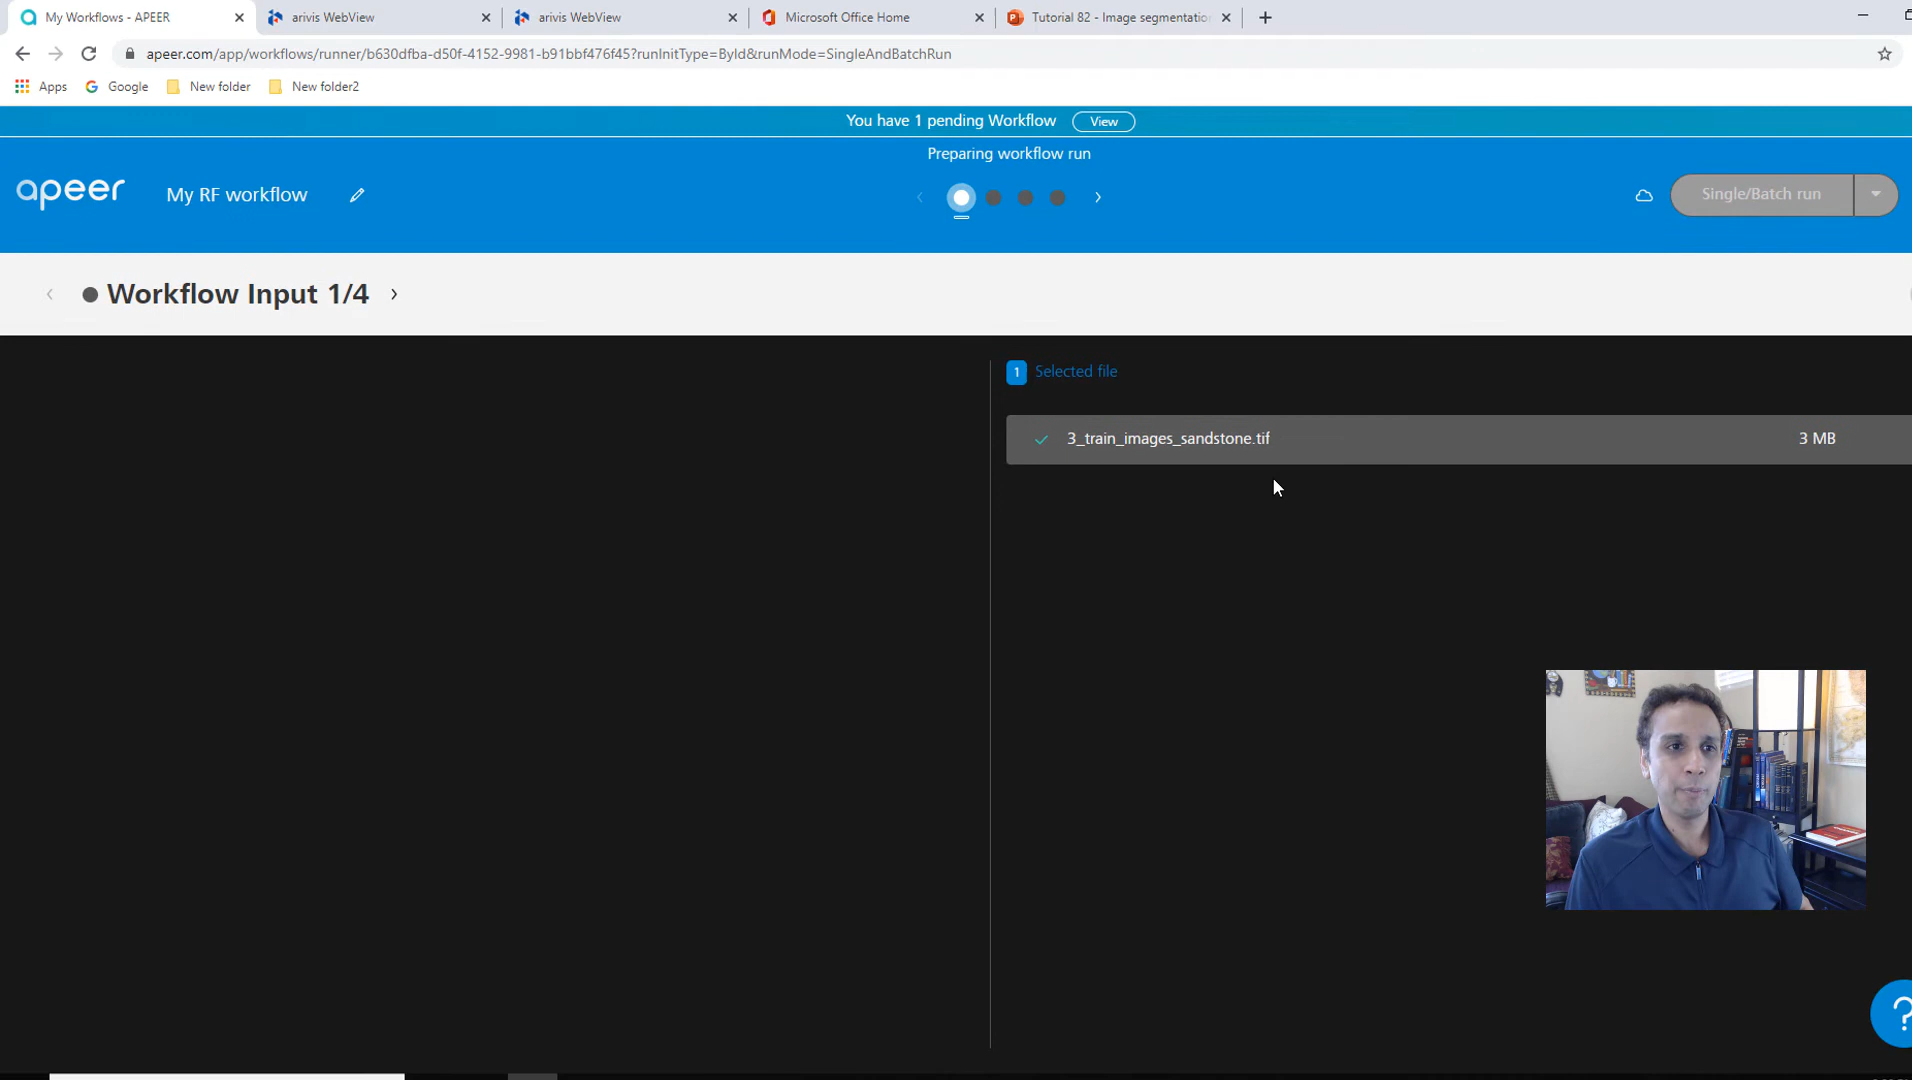 My Workflows - APEER
arivis WebView
arivis WebView
Microsoft Office Home
Tutorial 82 - Image segmentatio
apeer.com/app/workflows/runner/b630dfba-d50f-4152-9981-b91bbf476f45?runInitType=ById&runMode=SingleAndBatchRun
Apps
Google
New folder
New folder2
You have 1 pending Workflow
View
Preparing workflow run
apeer
My RF workflow
Single/Batch run
Workflow Input 1/4
1 Selected file
3_train_images_sandstone.tif
3 MB
?